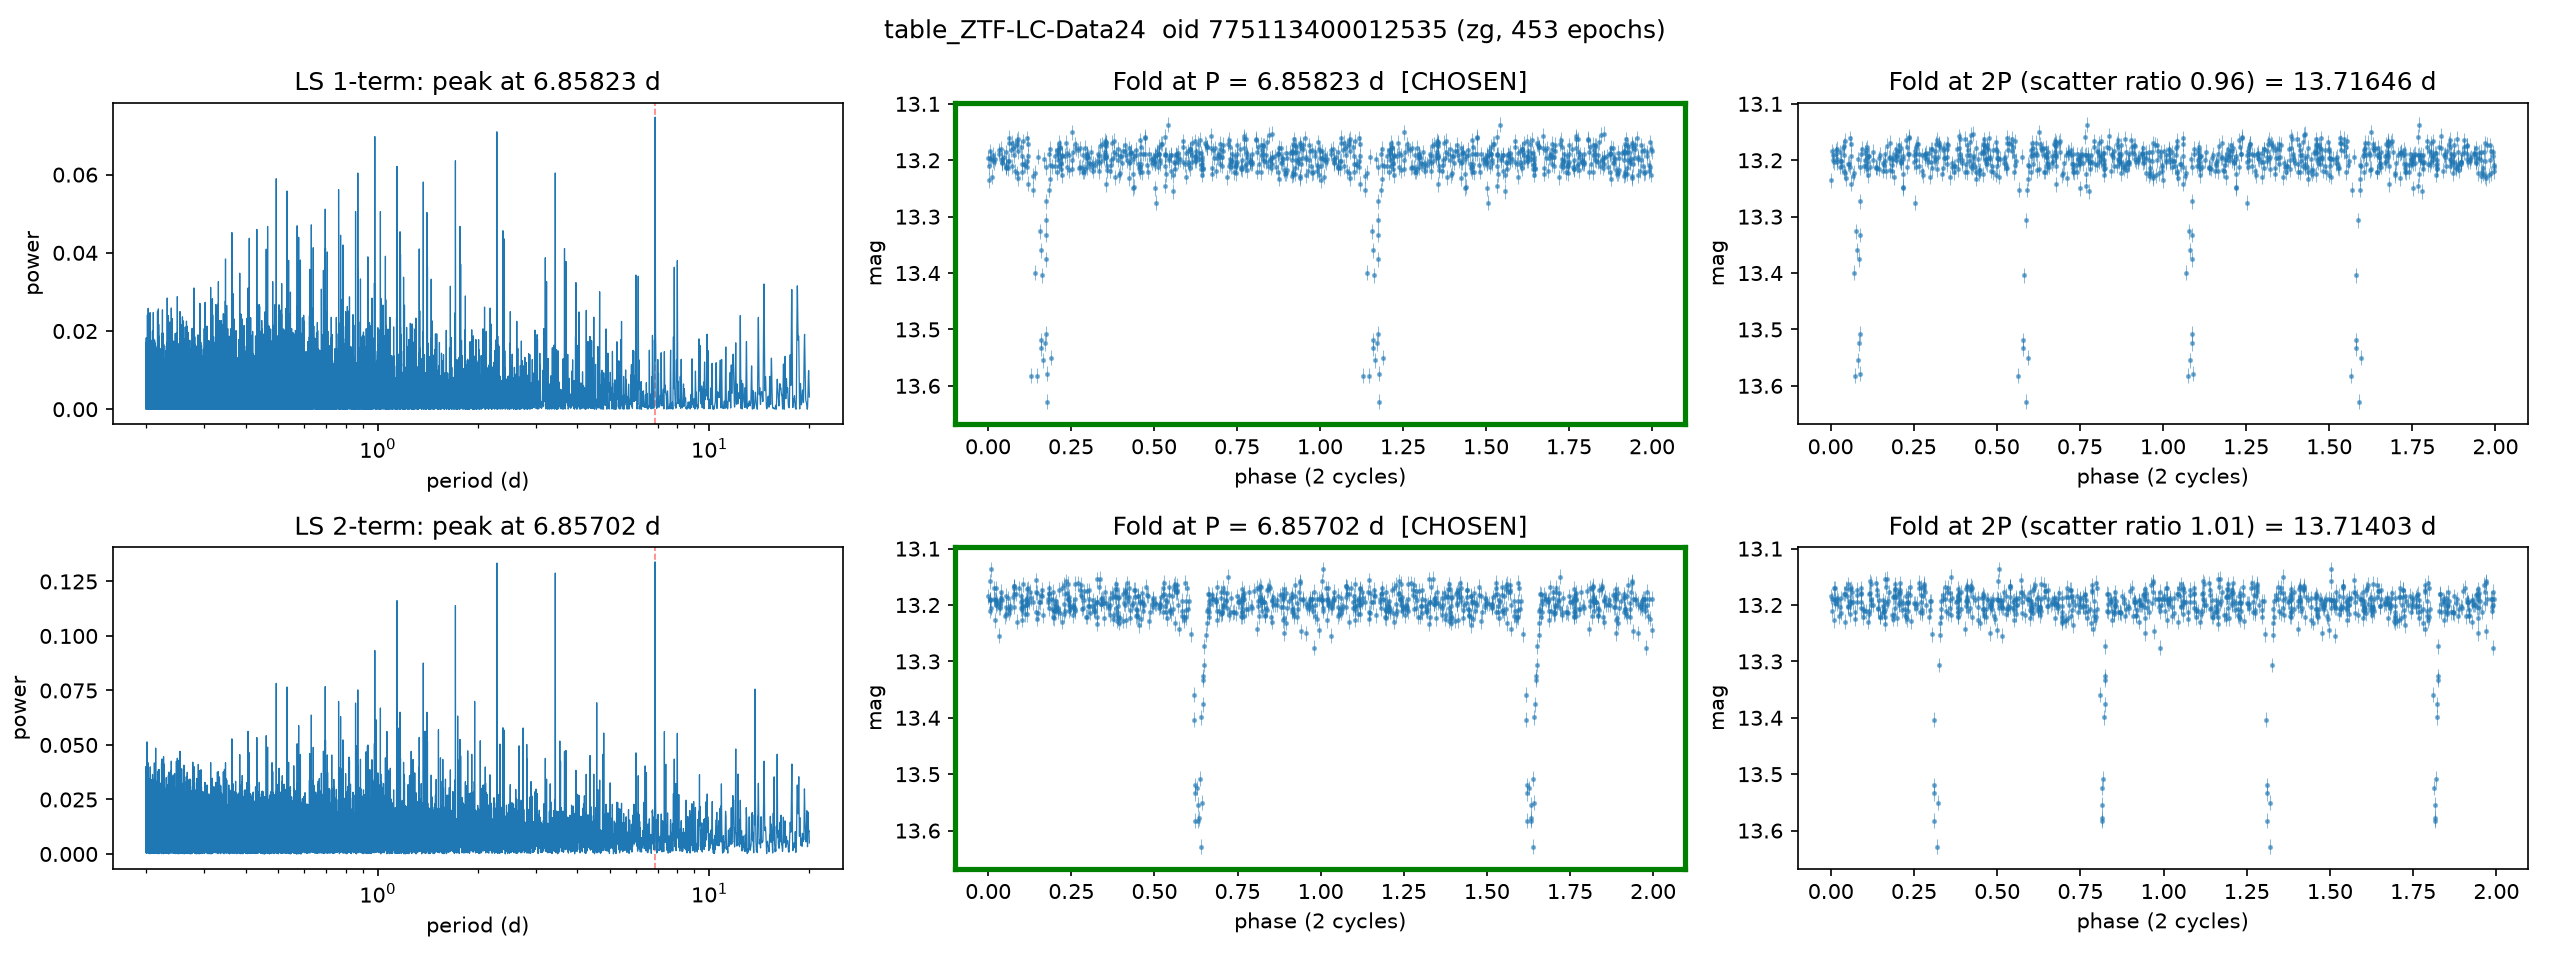 table_ZTF-LC-Data24  oid 775113400012535 (zg, 453 epochs)
LS 1-term: peak at 6.85823 d
power
0.06
0.04
0.02
0.00
10⁰
10¹
period (d)
Fold at P = 6.85823 d  [CHOSEN]
mag
13.1
13.2
13.3
13.4
13.5
13.6
0.00 0.25 0.50 0.75 1.00 1.25 1.50 1.75 2.00
phase (2 cycles)
Fold at 2P (scatter ratio 0.96) = 13.71646 d
mag
13.1
13.2
13.3
13.4
13.5
13.6
0.00 0.25 0.50 0.75 1.00 1.25 1.50 1.75 2.00
phase (2 cycles)
LS 2-term: peak at 6.85702 d
power
0.125
0.100
0.075
0.050
0.025
0.000
10⁰
10¹
period (d)
Fold at P = 6.85702 d  [CHOSEN]
mag
13.1
13.2
13.3
13.4
13.5
13.6
0.00 0.25 0.50 0.75 1.00 1.25 1.50 1.75 2.00
phase (2 cycles)
Fold at 2P (scatter ratio 1.01) = 13.71403 d
mag
13.1
13.2
13.3
13.4
13.5
13.6
0.00 0.25 0.50 0.75 1.00 1.25 1.50 1.75 2.00
phase (2 cycles)